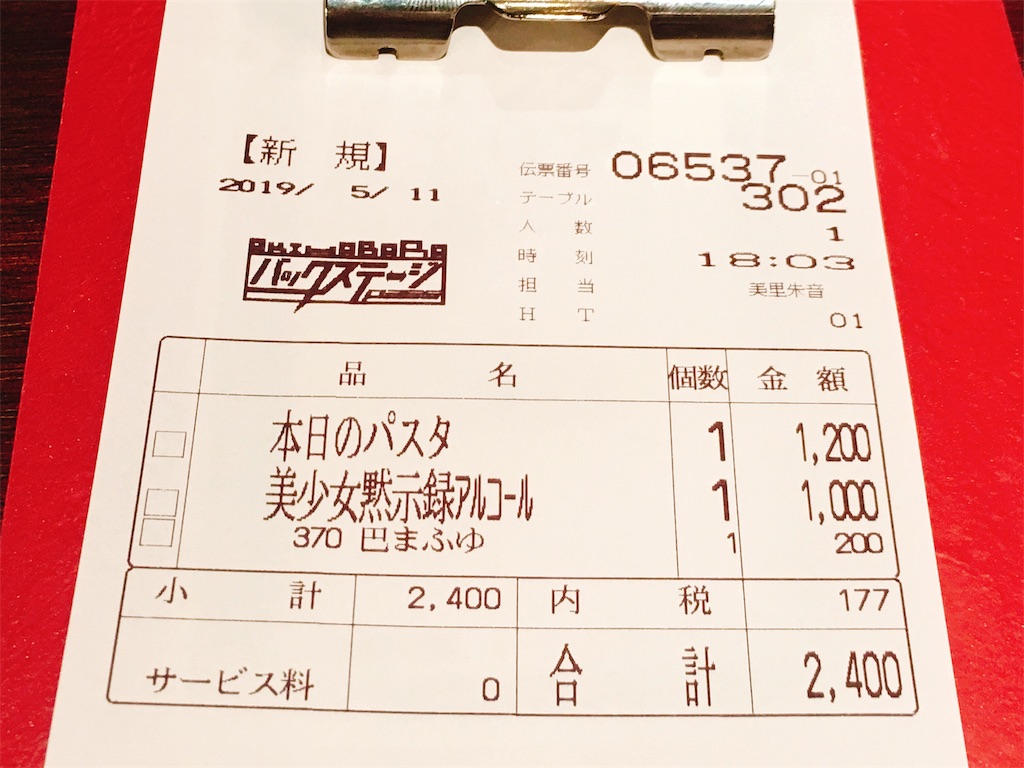 【新 規】
2019/ 5/ 11
バックステージ
伝票番号 06537-01
テーブル 302
人 数 1
時 刻 18:03
担 当 美里朱音
H T 01
品 名 個数 金 額
本日のパスタ 1 1,200
美少女黙示録アルコール 1 1,000
370 巴まふゆ 1 200
小 計 2,400 内 税 177
サービス料 0 合 計 2,400